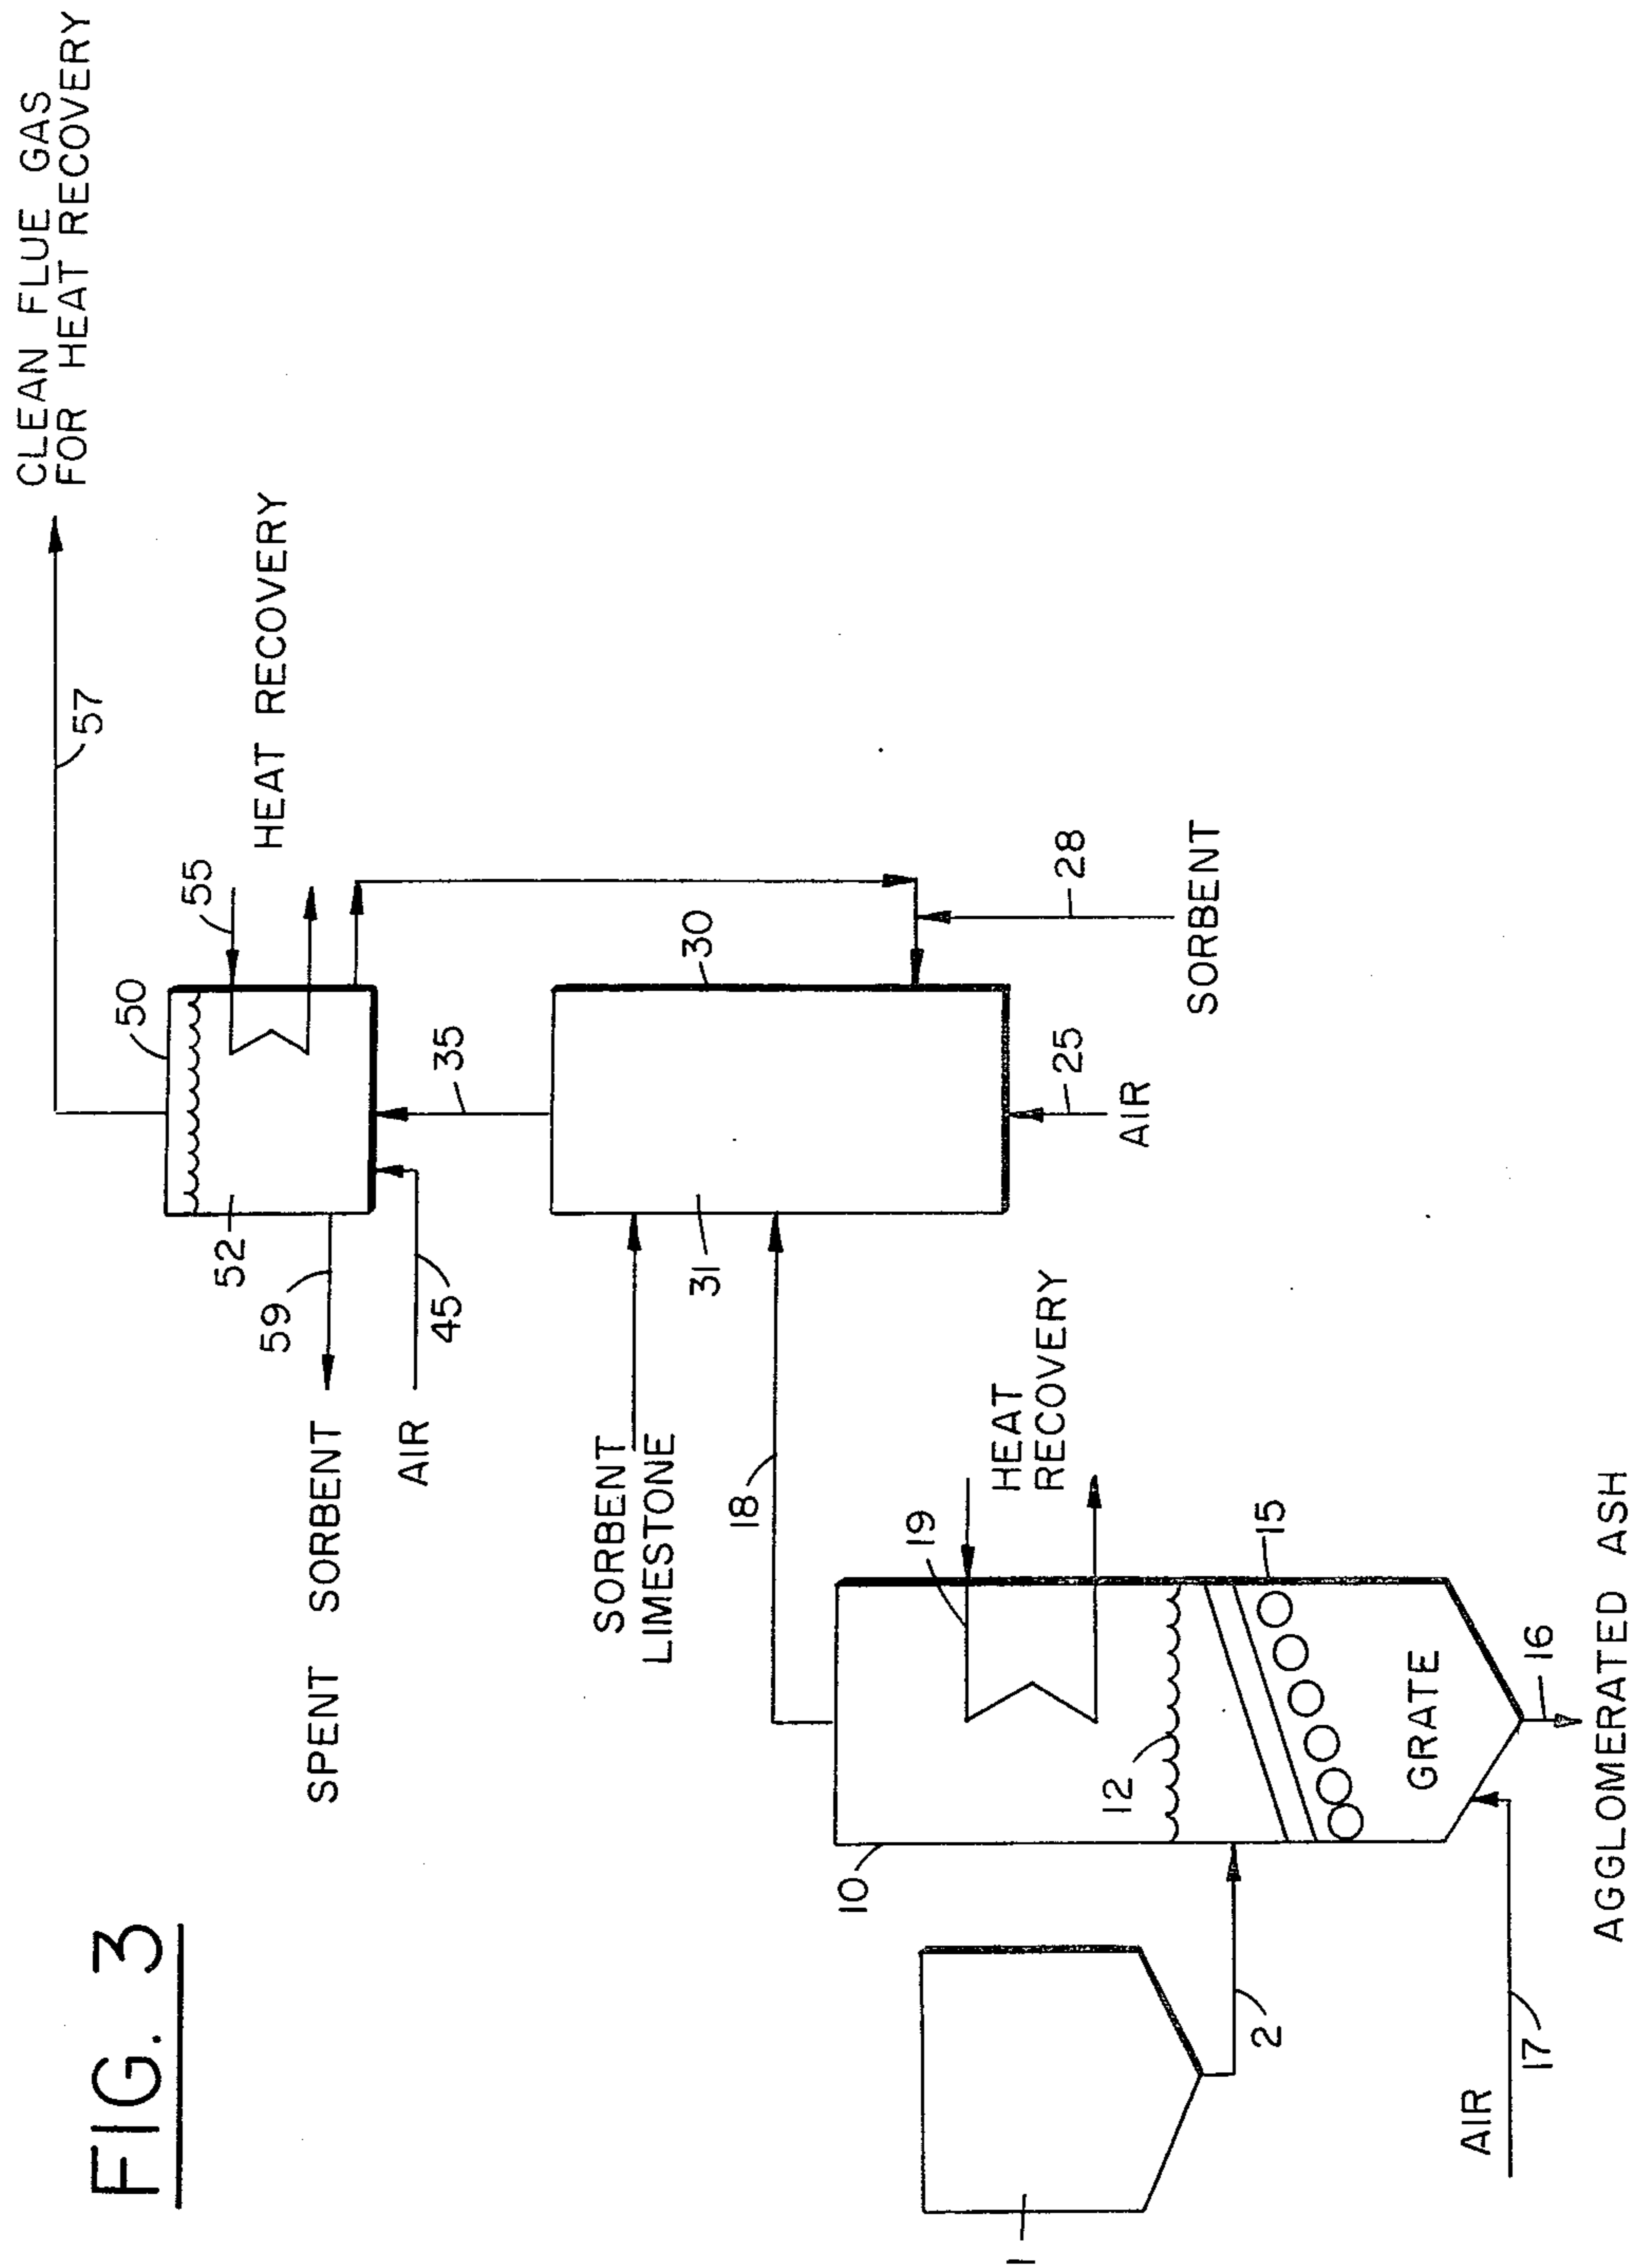 FIG. 3
CLEAN FLUE GAS
FOR HEAT RECOVERY
57
50
55
HEAT RECOVERY
52
59
SPENT SORBENT
45
AIR
35
30
SORBENT
LIMESTONE
31
18
25
AIR
28
SORBENT
10
19
HEAT
RECOVERY
12
15
GRATE
1
2
16
AIR
17
AGGLOMERATED ASH